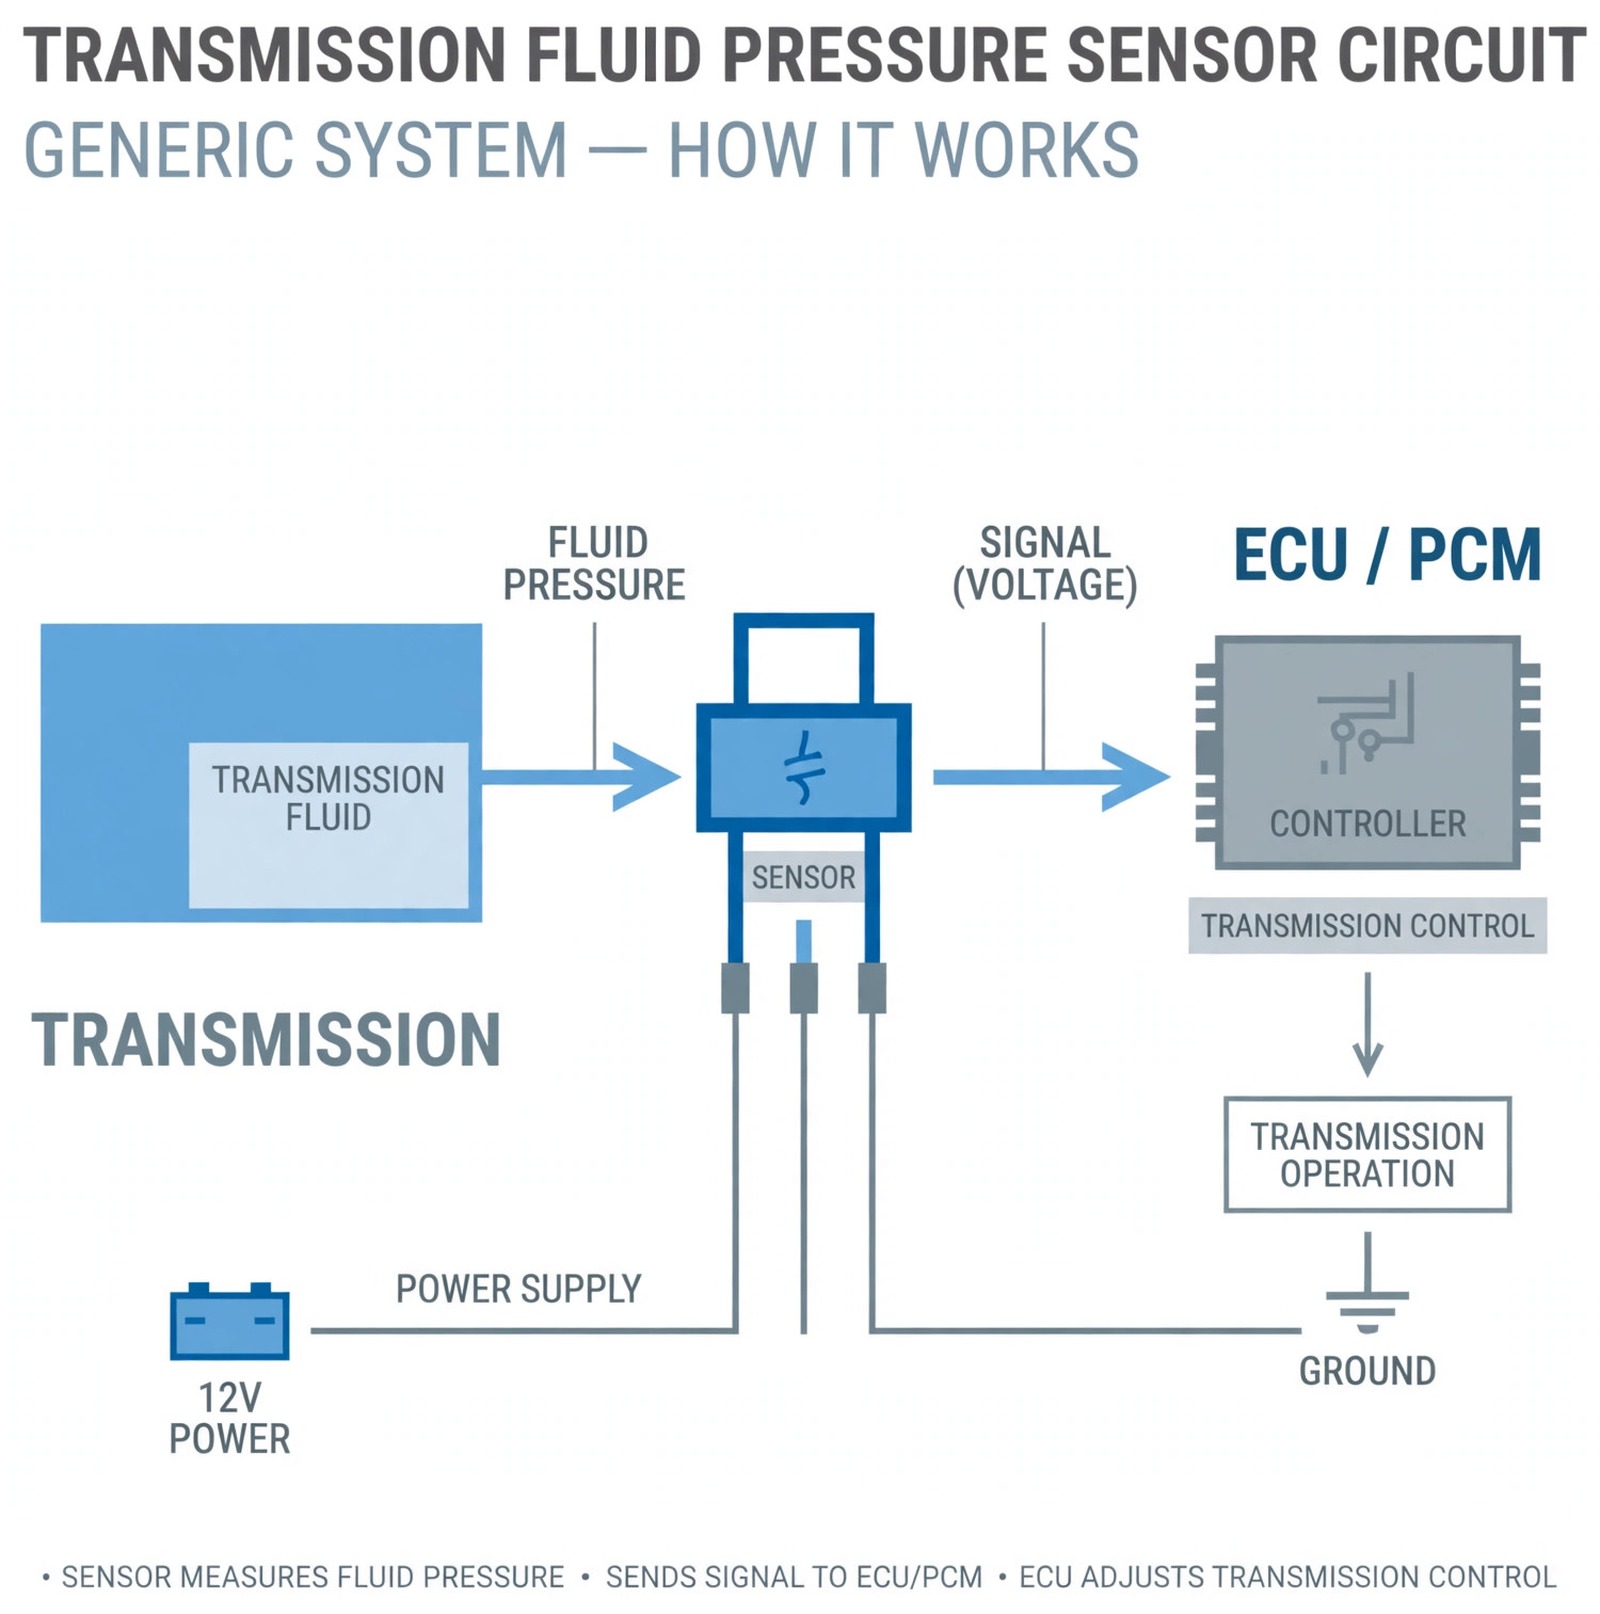 TRANSMISSION FLUID PRESSURE SENSOR CIRCUIT
GENERIC SYSTEM — HOW IT WORKS
FLUID
PRESSURE
SIGNAL
(VOLTAGE)
ECU / PCM
TRANSMISSION
FLUID
CONTROLLER
SENSOR
TRANSMISSION CONTROL
TRANSMISSION
TRANSMISSION
OPERATION
POWER SUPPLY
GROUND
12V
POWER
• SENSOR MEASURES FLUID PRESSURE • SENDS SIGNAL TO ECU/PCM • ECU ADJUSTS TRANSMISSION CONTROL